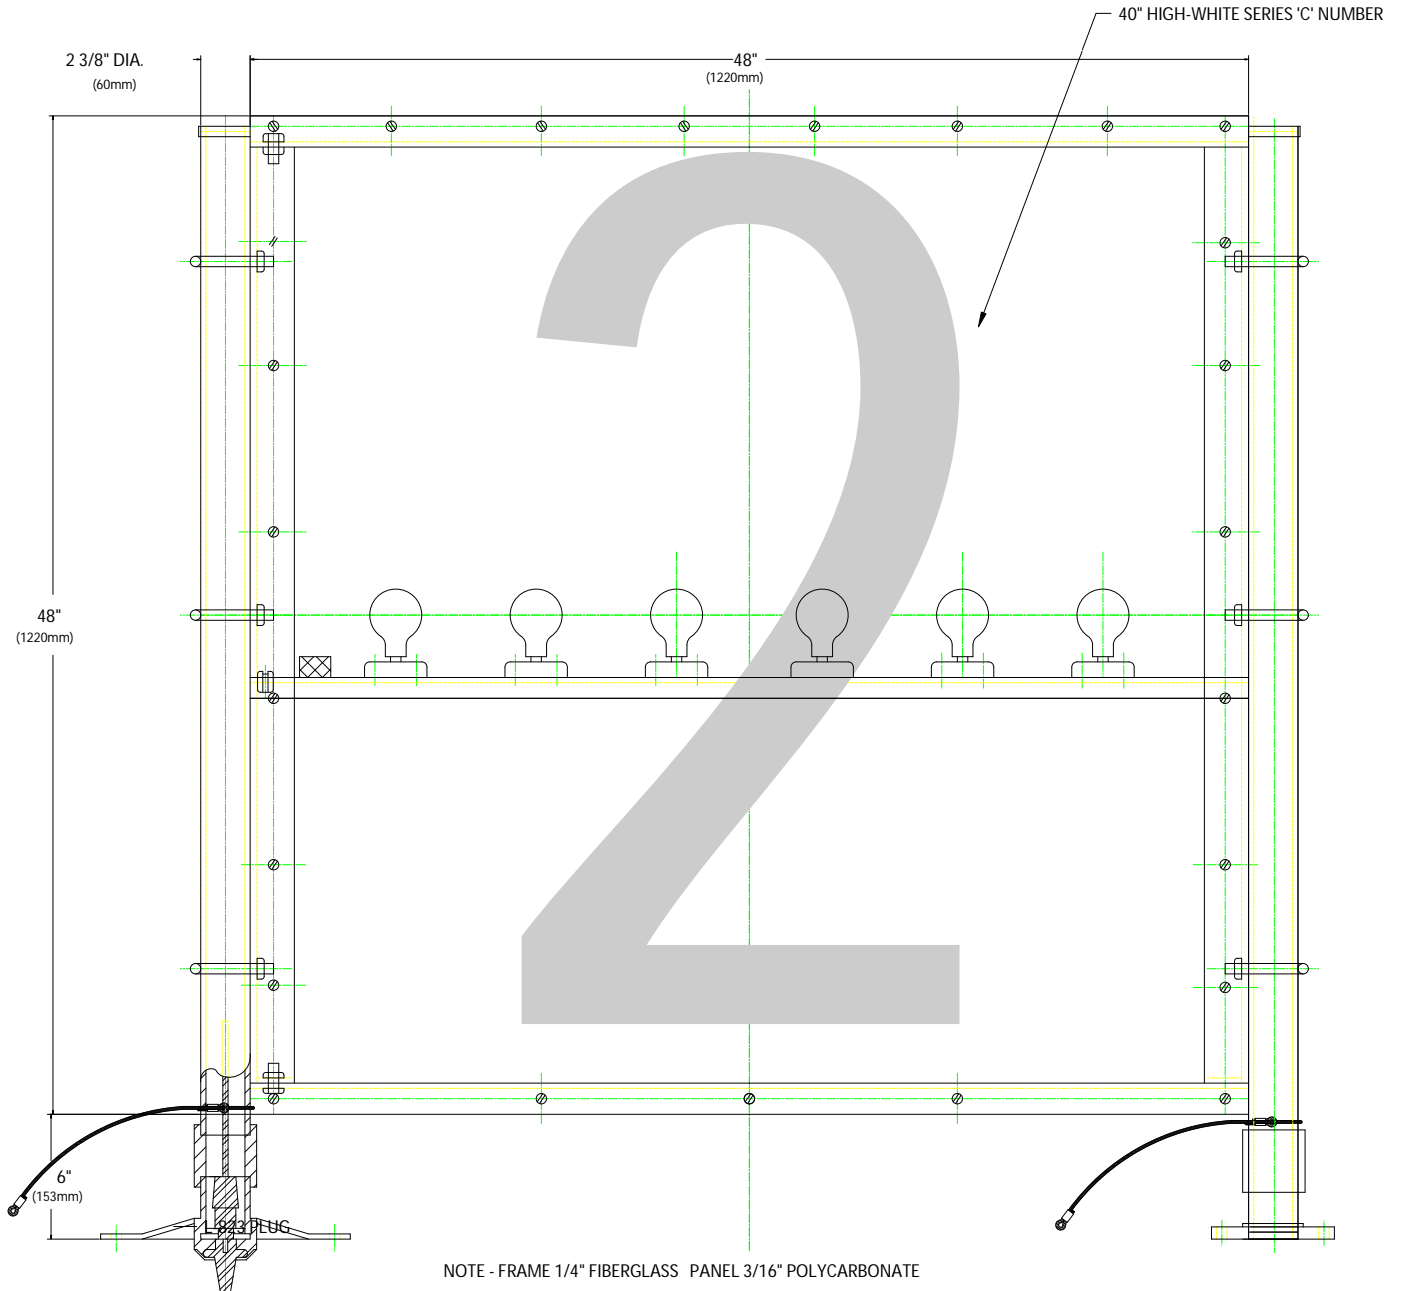 40" HIGH-WHITE SERIES 'C' NUMBER
2 3/8" DIA.
(60mm)
48"
(1220mm)
2
48"
(1220mm)
6"
(153mm)
L-823 PLUG
NOTE - FRAME 1/4" FIBERGLASS PANEL 3/16" POLYCARBONATE